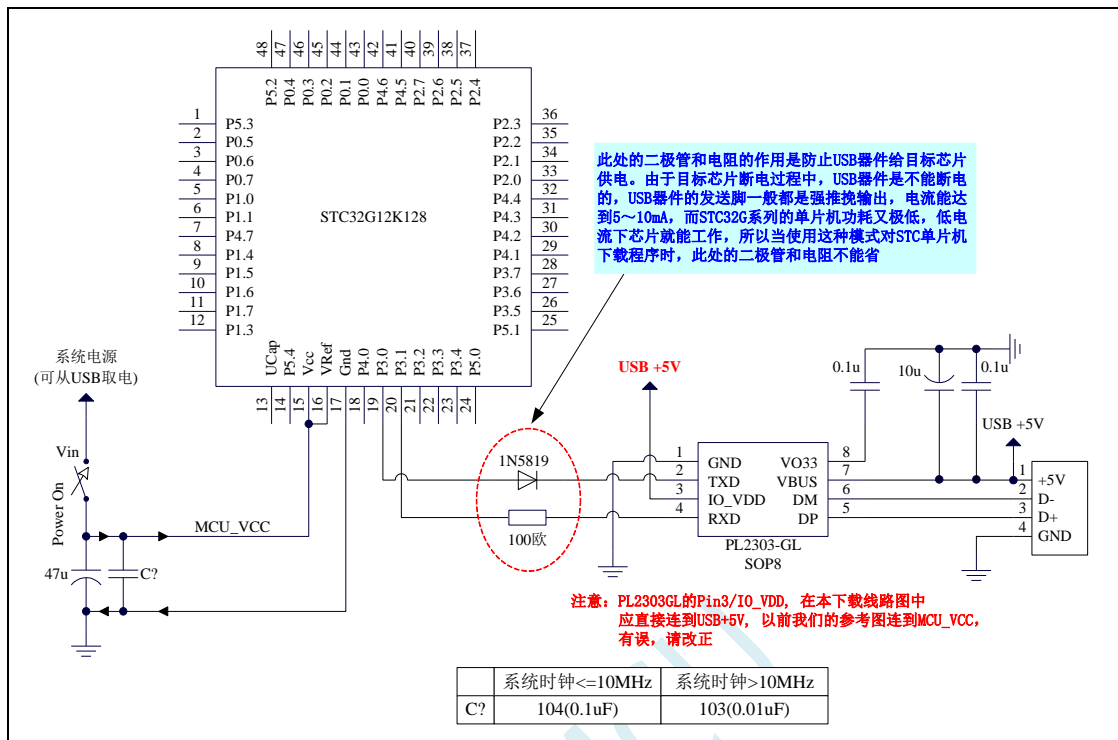 48 47 46 45 44 43 42 41 40 39 38 37
P5.2 P0.4 P0.3 P0.2 P0.1 P0.0 P4.6 P4.5 P2.7 P2.6 P2.5 P2.4
1 P5.3
2 P0.5
3 P0.6
4 P0.7
5 P1.0
6 P1.1
7 P4.7
8 P1.4
9 P1.5
10 P1.6
11 P1.7
12 P1.3
STC32G12K128
P2.3 36
P2.2 35
P2.1 34
P2.0 33
P4.4 32
P4.3 31
P4.2 30
P4.1 29
P3.7 28
P3.6 27
P3.5 26
P5.1 25
UCap P5.4 Vcc VRef Gnd P4.0 P3.0 P3.1 P3.2 P3.3 P3.4 P5.0
13 14 15 16 17 18 19 20 21 22 23 24
此处的二极管和电阻的作用是防止USB器件给目标芯片
供电。由于目标芯片断电过程中，USB器件是不能断电
的，USB器件的发送脚一般都是强推挽输出，电流能达
到5～10mA，而STC32G系列的单片机功耗又极低，低电
流下芯片就能工作，所以当使用这种模式对STC单片机
下载程序时，此处的二极管和电阻不能省
系统电源
(可从USB取电)
Vin
Power On
MCU_VCC
47u
C?
1N5819
100欧
USB +5V
1 GND
2 TXD
3 IO_VDD
4 RXD
VO33 8
VBUS 7
DM 6
DP 5
PL2303-GL
SOP8
0.1u
10u
0.1u
USB +5V
1 +5V
2 D-
3 D+
4 GND
注意：PL2303GL的Pin3/IO_VDD, 在本下载线路图中
应直接连到USB+5V, 以前我们的参考图连到MCU_VCC，
有误，请改正
系统时钟<=10MHz 系统时钟>10MHz
C? 104(0.1uF) 103(0.01uF)